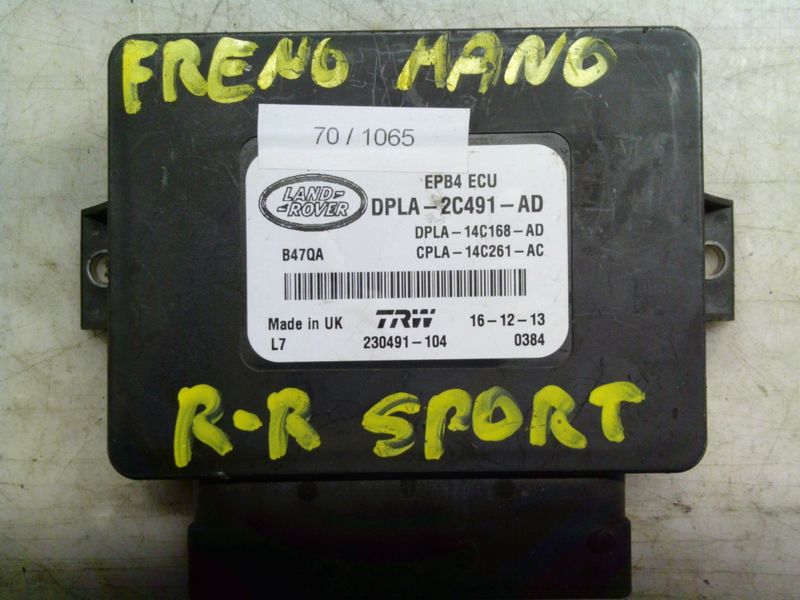 FRENO MANO
70 / 1065
EPB4 ECU
LAND-
ROVER
DPLA-2C491-AD
DPLA-14C168-AD
B47QA
CPLA-14C261-AC
Made in UK TRW 16-12-13
L7 230491-104 0384
R-R SPORT